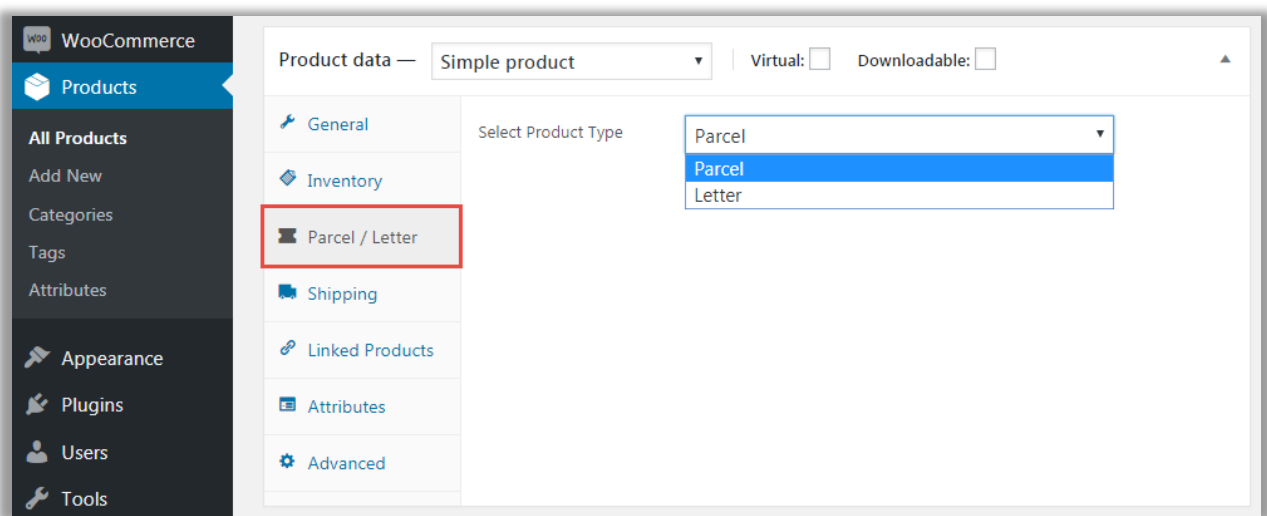 Woo WooCommerce
Products
All Products
Add New
Categories
Tags
Attributes
Appearance
Plugins
Users
Tools
Product data — Simple product Virtual: Downloadable:
General
Inventory
Parcel / Letter
Shipping
Linked Products
Attributes
Advanced
Select Product Type Parcel
Parcel
Letter